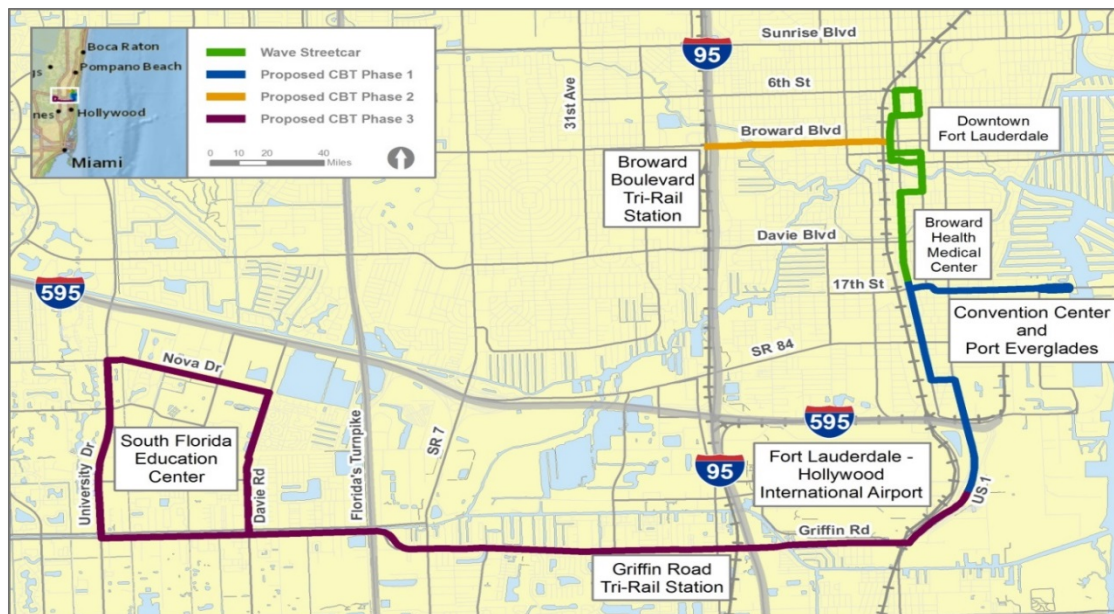 Boca Raton
gs
Pompano Beach
nes
Hollywood
Miami
Wave Streetcar
Proposed CBT Phase 1
Proposed CBT Phase 2
Proposed CBT Phase 3
0 10 20 40
Miles
95
Sunrise Blvd
6th St
31st Ave
Broward Blvd
Downtown
Fort Lauderdale
Broward
Boulevard
Tri-Rail
Station
Davie Blvd
Broward
Health
Medical
Center
595
17th St
Convention Center
and
Port Everglades
SR 84
Nova Dr
South Florida
Education
Center
University Dr
Davie Rd
Florida's Turnpike
SR 7
595
95
Fort Lauderdale -
Hollywood
International Airport
US 1
Griffin Rd
Griffin Road
Tri-Rail Station